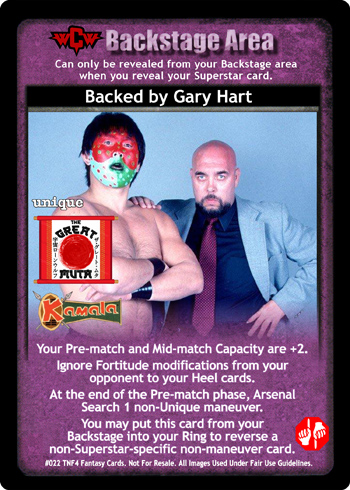 WCW Backstage Area
Can only be revealed from your Backstage area
when you reveal your Superstar card.
Backed by Gary Hart
unique
THE
GREAT
MUTA
Kamala
Your Pre-match and Mid-match Capacity are +2.
Ignore Fortitude modifications from your
opponent to your Heel cards.
At the end of the Pre-match phase, Arsenal
Search 1 non-Unique maneuver.
You may put this card from your
Backstage into your Ring to reverse a
non-Superstar-specific non-maneuver card.
#022 TNF4 Fantasy Cards. Not For Resale. All Images Used Under Fair Use Guidelines.